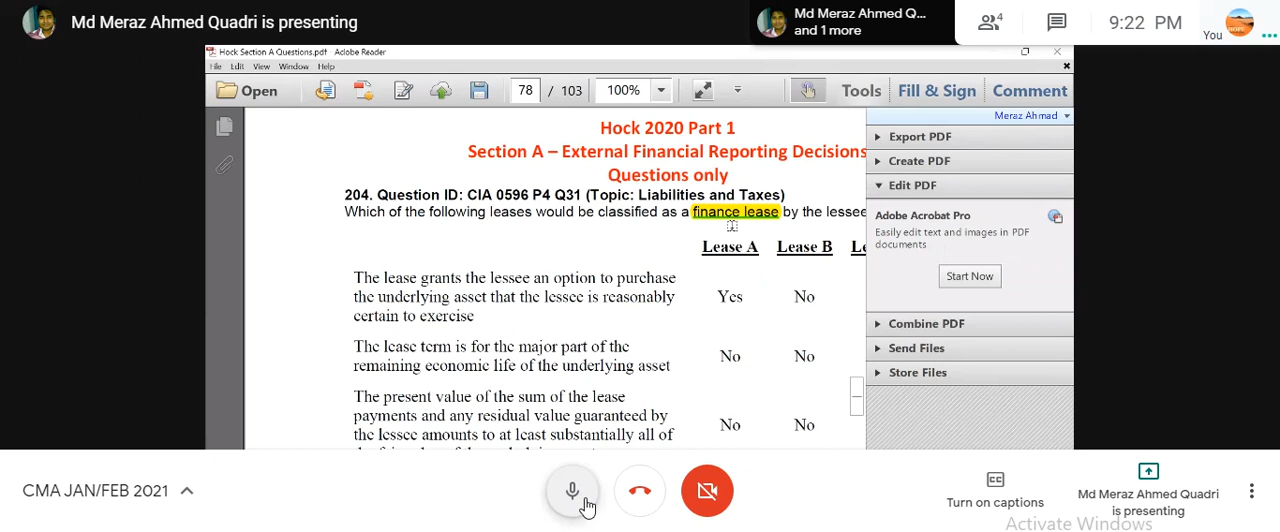 Md Meraz Ahmed Quadri is presenting
Md Meraz Ahmed Q...
and 1 more
4
9:22 PM
You
Hock Section A Questions.pdf - Adobe Reader
File Edit View Window Help
Open
78 / 103
100%
Tools
Fill & Sign
Comment
Meraz Ahmad
Hock 2020 Part 1
Section A – External Financial Reporting Decisions
Questions only
204. Question ID: CIA 0596 P4 Q31 (Topic: Liabilities and Taxes)
Which of the following leases would be classified as a finance lease by the lessee
Lease A Lease B Le
The lease grants the lessee an option to purchase
the underlying asset that the lessee is reasonably
certain to exercise
Yes No
The lease term is for the major part of the
remaining economic life of the underlying asset
No No
The present value of the sum of the lease
payments and any residual value guaranteed by
the lessee amounts to at least substantially all of
No No
Export PDF
Create PDF
Edit PDF
Adobe Acrobat Pro
Easily edit text and images in PDF
documents
Start Now
Combine PDF
Send Files
Store Files
CMA JAN/FEB 2021
Turn on captions
Md Meraz Ahmed Quadri
is presenting
Activate Windows